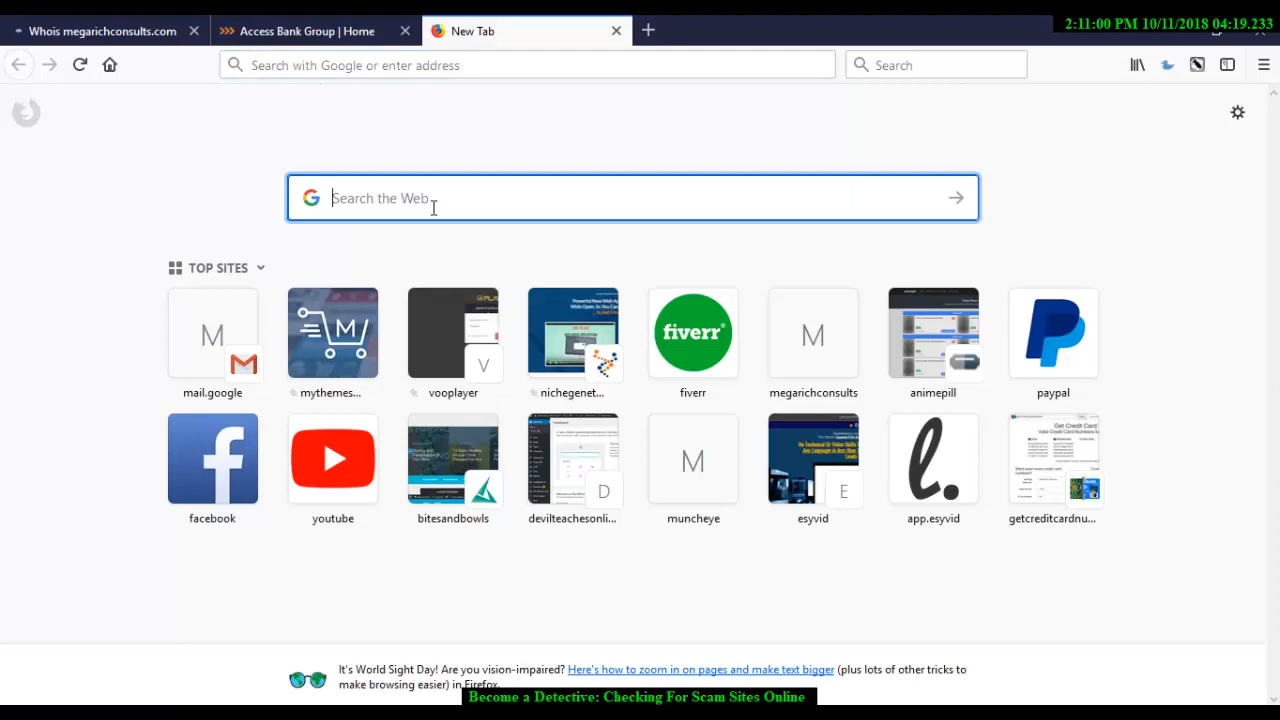 Whois megarichconsults.com
Access Bank Group | Home
New Tab
2:11:00 PM 10/11/2018 04:19.233
Search with Google or enter address
Search
Search the Web
TOP SITES
M
M
V
fiverr
M
mail.google
mythemes...
vooplayer
nichegenet...
fiverr
megarichconsults
animepill
paypal
D
M
E
l.
facebook
youtube
bitesandbowls
devilteachesonli...
muncheye
esyvid
app.esyvid
getcreditcardnu...
It's World Sight Day! Are you vision-impaired? Here's how to zoom in on pages and make text bigger (plus lots of other tricks to
make browsing easier) in Firefox.
Become a Detective: Checking For Scam Sites Online